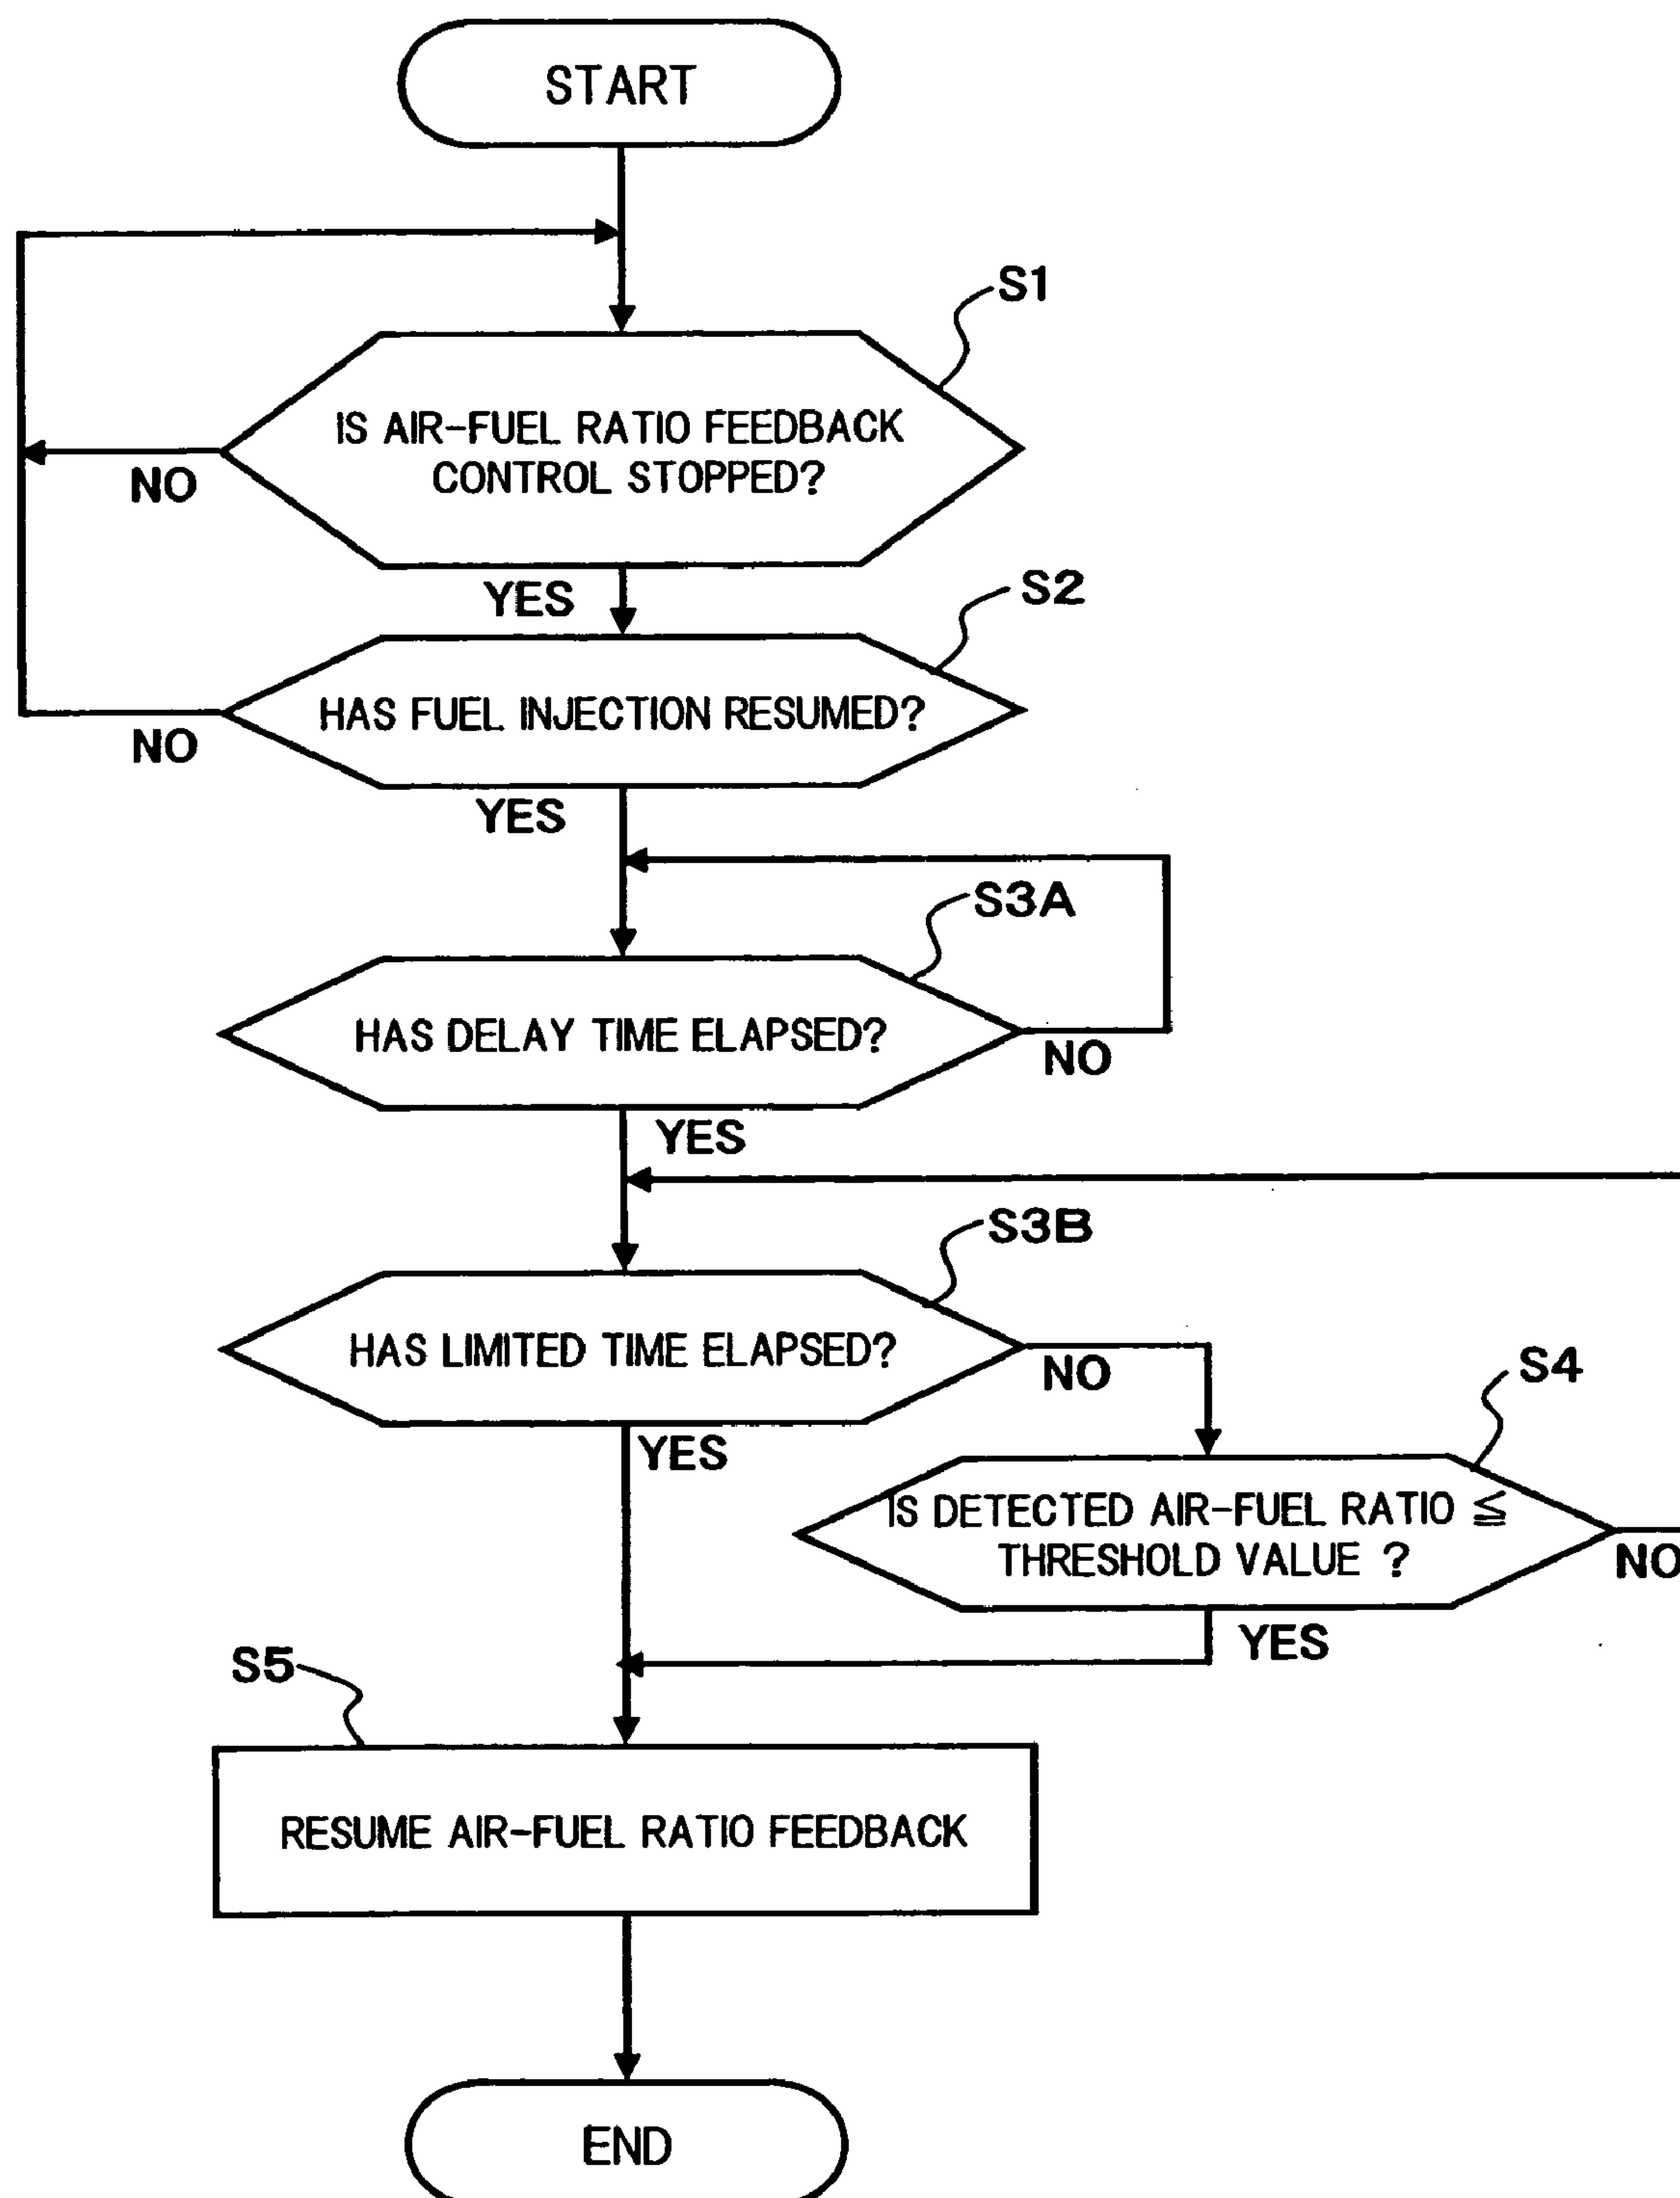 START
S1
IS AIR-FUEL RATIO FEEDBACK
CONTROL STOPPED?
NO
YES
S2
HAS FUEL INJECTION RESUMED?
NO
YES
S3A
HAS DELAY TIME ELAPSED?
NO
YES
S3B
HAS LIMITED TIME ELAPSED?
NO
YES
S4
IS DETECTED AIR-FUEL RATIO ≦
THRESHOLD VALUE ?
NO
YES
S5
RESUME AIR-FUEL RATIO FEEDBACK
END